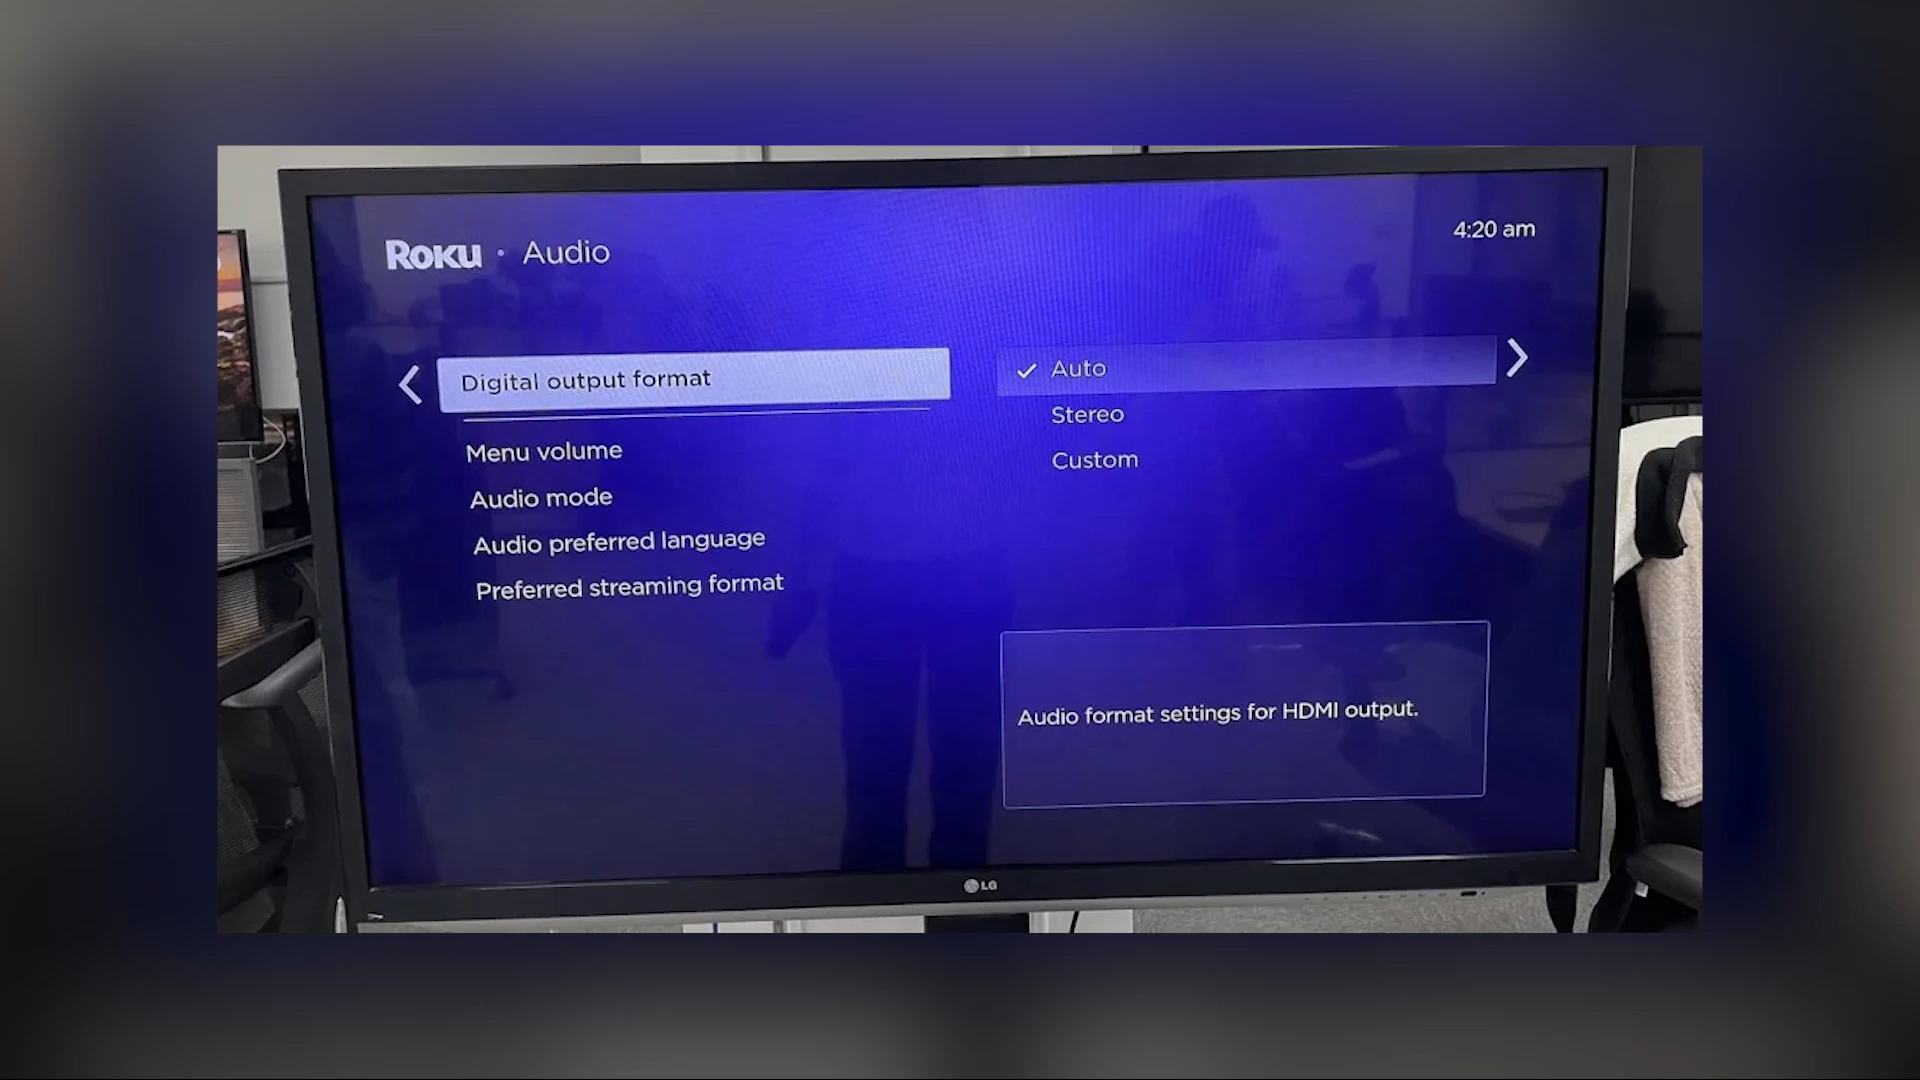 Roku • Audio
4:20 am
Digital output format
Menu volume
Audio mode
Audio preferred language
Preferred streaming format
Auto
Stereo
Custom
Audio format settings for HDMI output.
LG